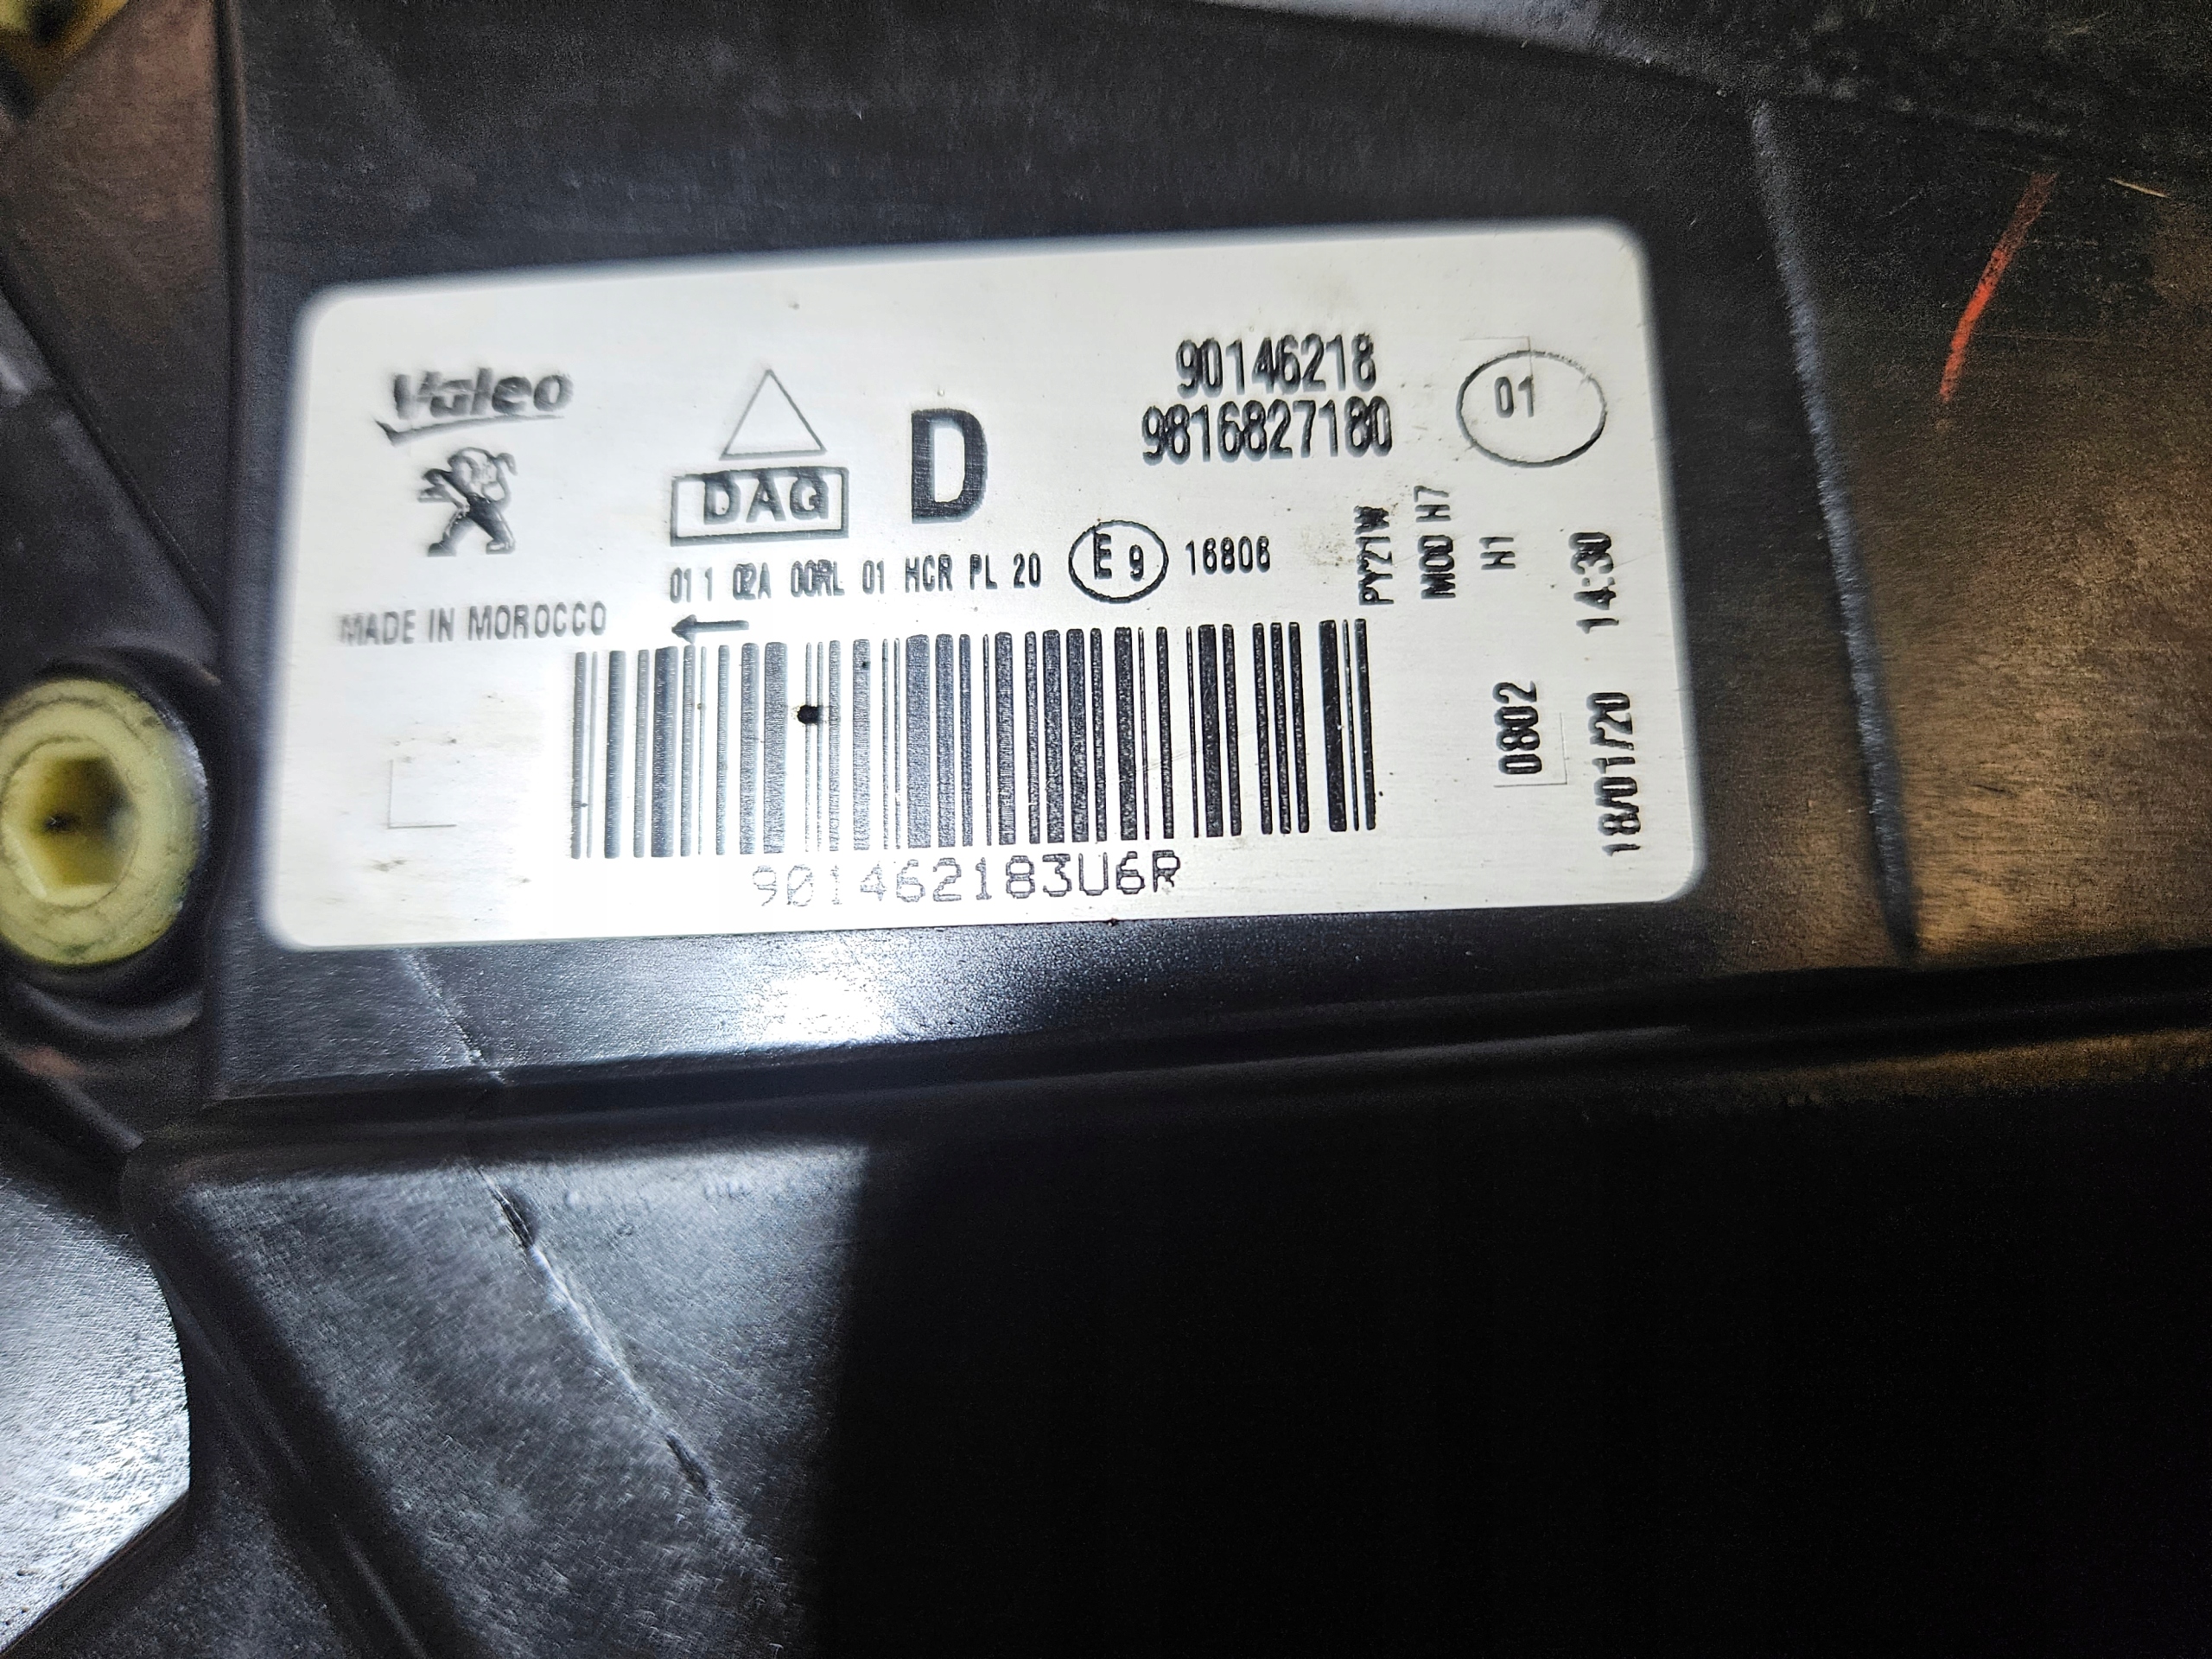 Valeo
90146218
9816827180
01
DAG
D
01 1 02A 00RL 01 HCR PL 20
E 9 16806
PY21W
MOD H7
H1
14:30
MADE IN MOROCCO
0802
18/01/20
901462183U6R